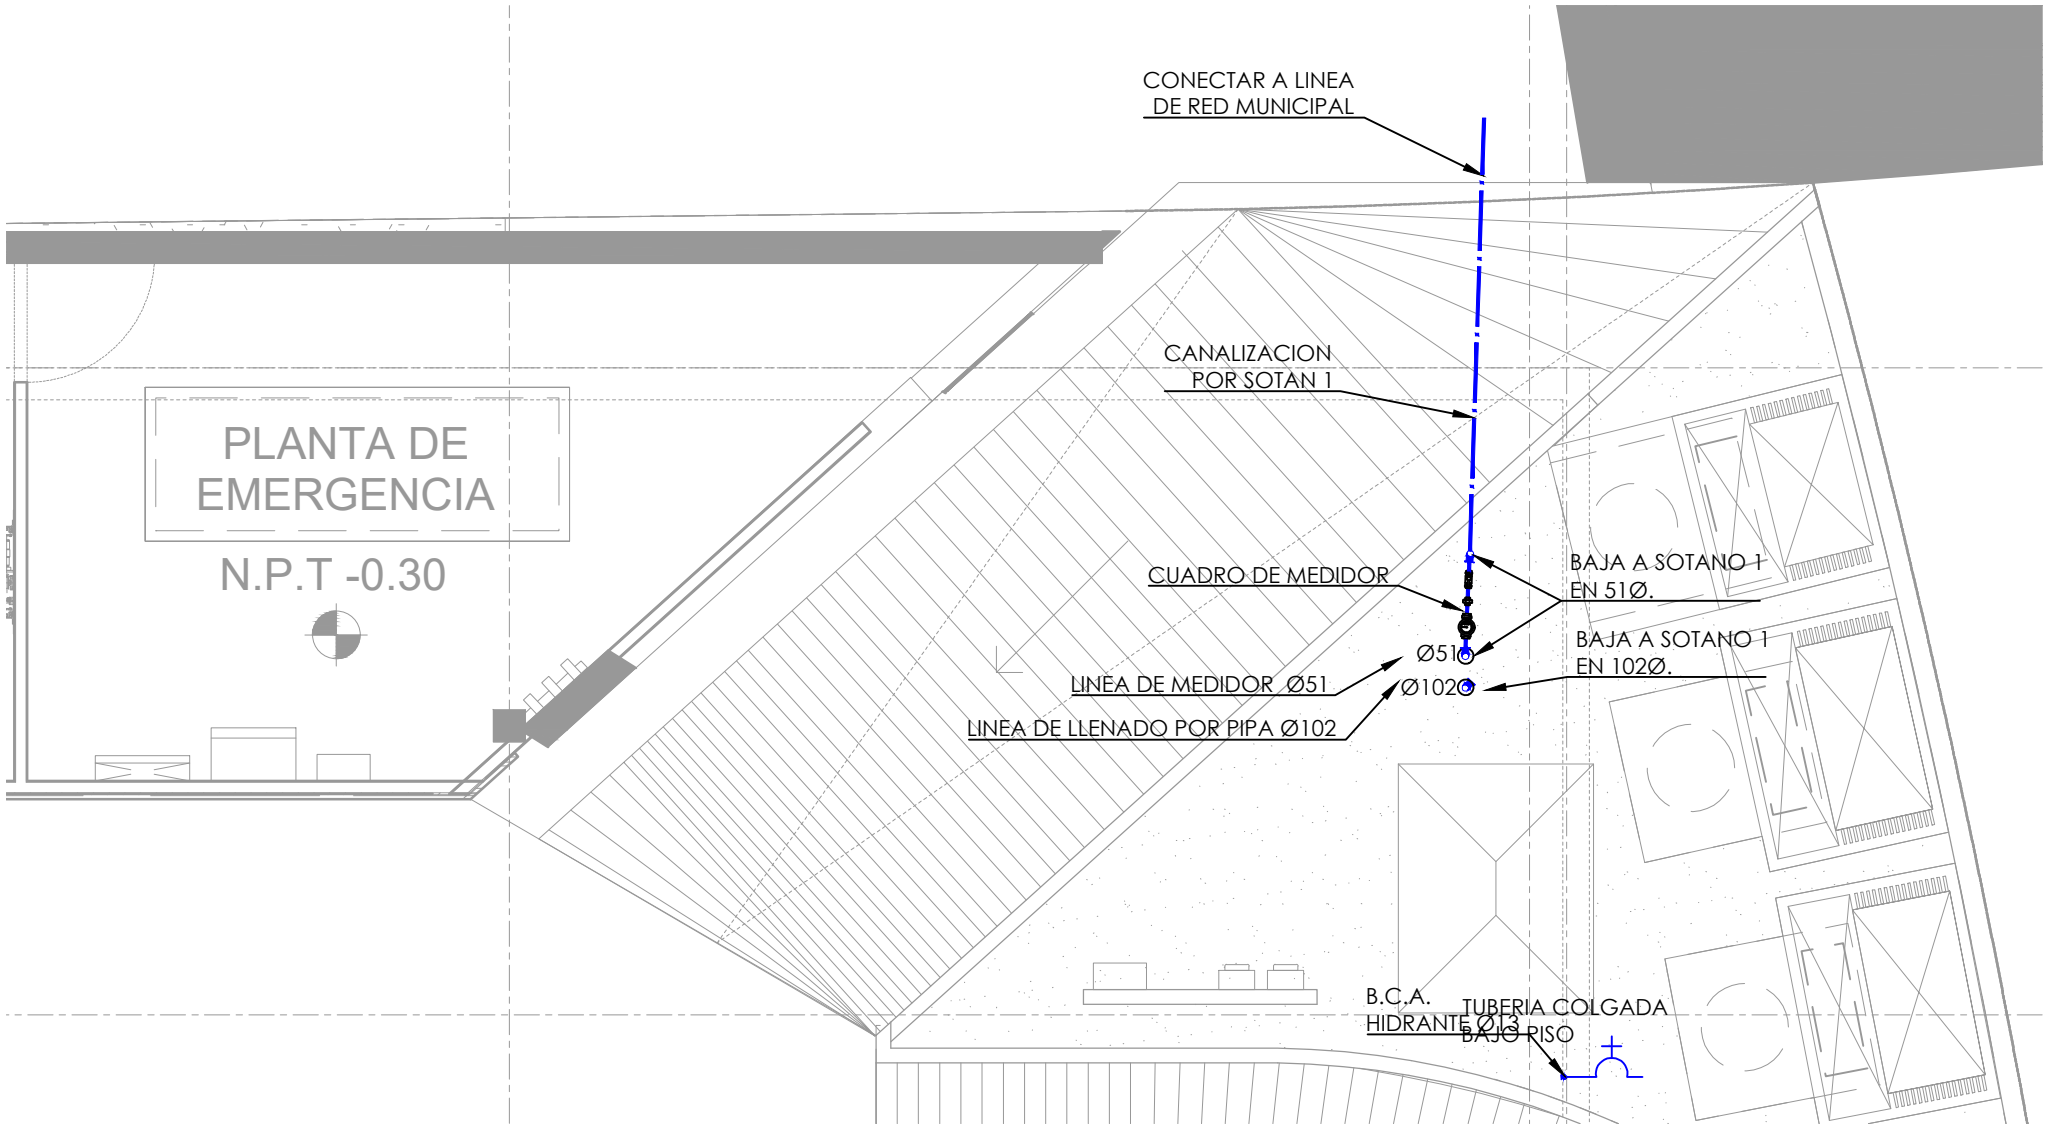 CONECTAR A LINEA
DE RED MUNICIPAL
CANALIZACION
POR SOTAN 1
PLANTA DE
EMERGENCIA
N.P.T -0.30
CUADRO DE MEDIDOR
BAJA A SOTANO 1
EN 51Ø.
BAJA A SOTANO 1
EN 102Ø.
Ø51
LINEA DE MEDIDOR Ø51
Ø102
LINEA DE LLENADO POR PIPA Ø102
B.C.A.
HIDRANTE Ø13
TUBERIA COLGADA
BAJO PISO